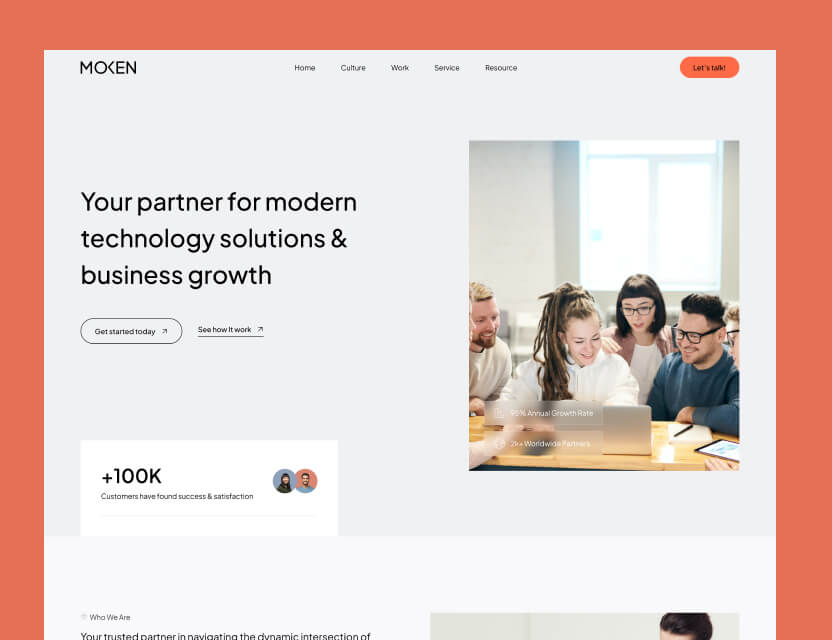 MOKEN
Home Culture Work Service Resource
Let's talk!
Your partner for modern
technology solutions &
business growth
Get started today
See how It work
95% Annual Growth Rate
2k+ Worldwide Partners
+100K
Customers have found success & satisfaction
Who We Are
Your trusted partner in navigating the dynamic intersection of